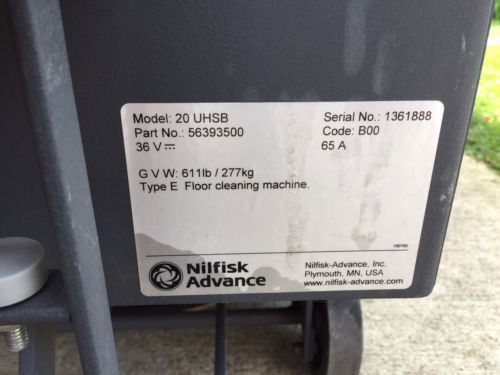 Model: 20 UHSB Serial No.: 1361888
Part No.: 56393500 Code: B00
36 V⎓ 65 A
G V W: 611lb / 277kg
Type E Floor cleaning machine.
Nilfisk
Advance
Nilfisk-Advance, Inc.
Plymouth, MN, USA
www.nilfisk-advance.com